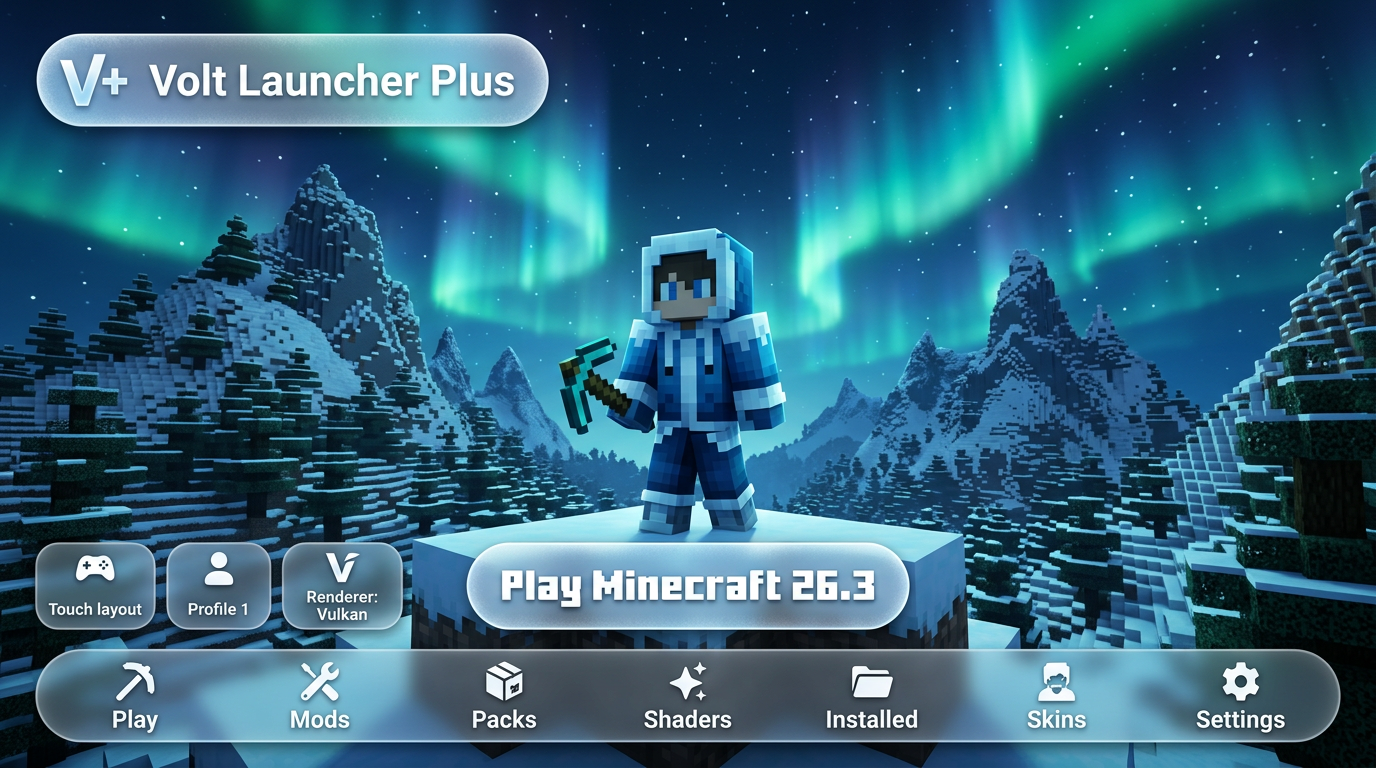 V+ Volt Launcher Plus
Touch layout
Profile 1
Renderer:
Vulkan
Play Minecraft 26.3
Play
Mods
Packs
Shaders
Installed
Skins
Settings